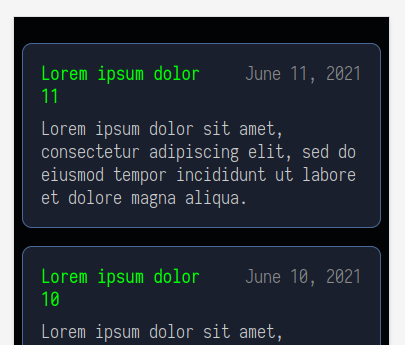 Lorem ipsum dolor 11
June 11, 2021
Lorem ipsum dolor sit amet,
consectetur adipiscing elit, sed do
eiusmod tempor incididunt ut labore
et dolore magna aliqua.
Lorem ipsum dolor 10
June 10, 2021
Lorem ipsum dolor sit amet,